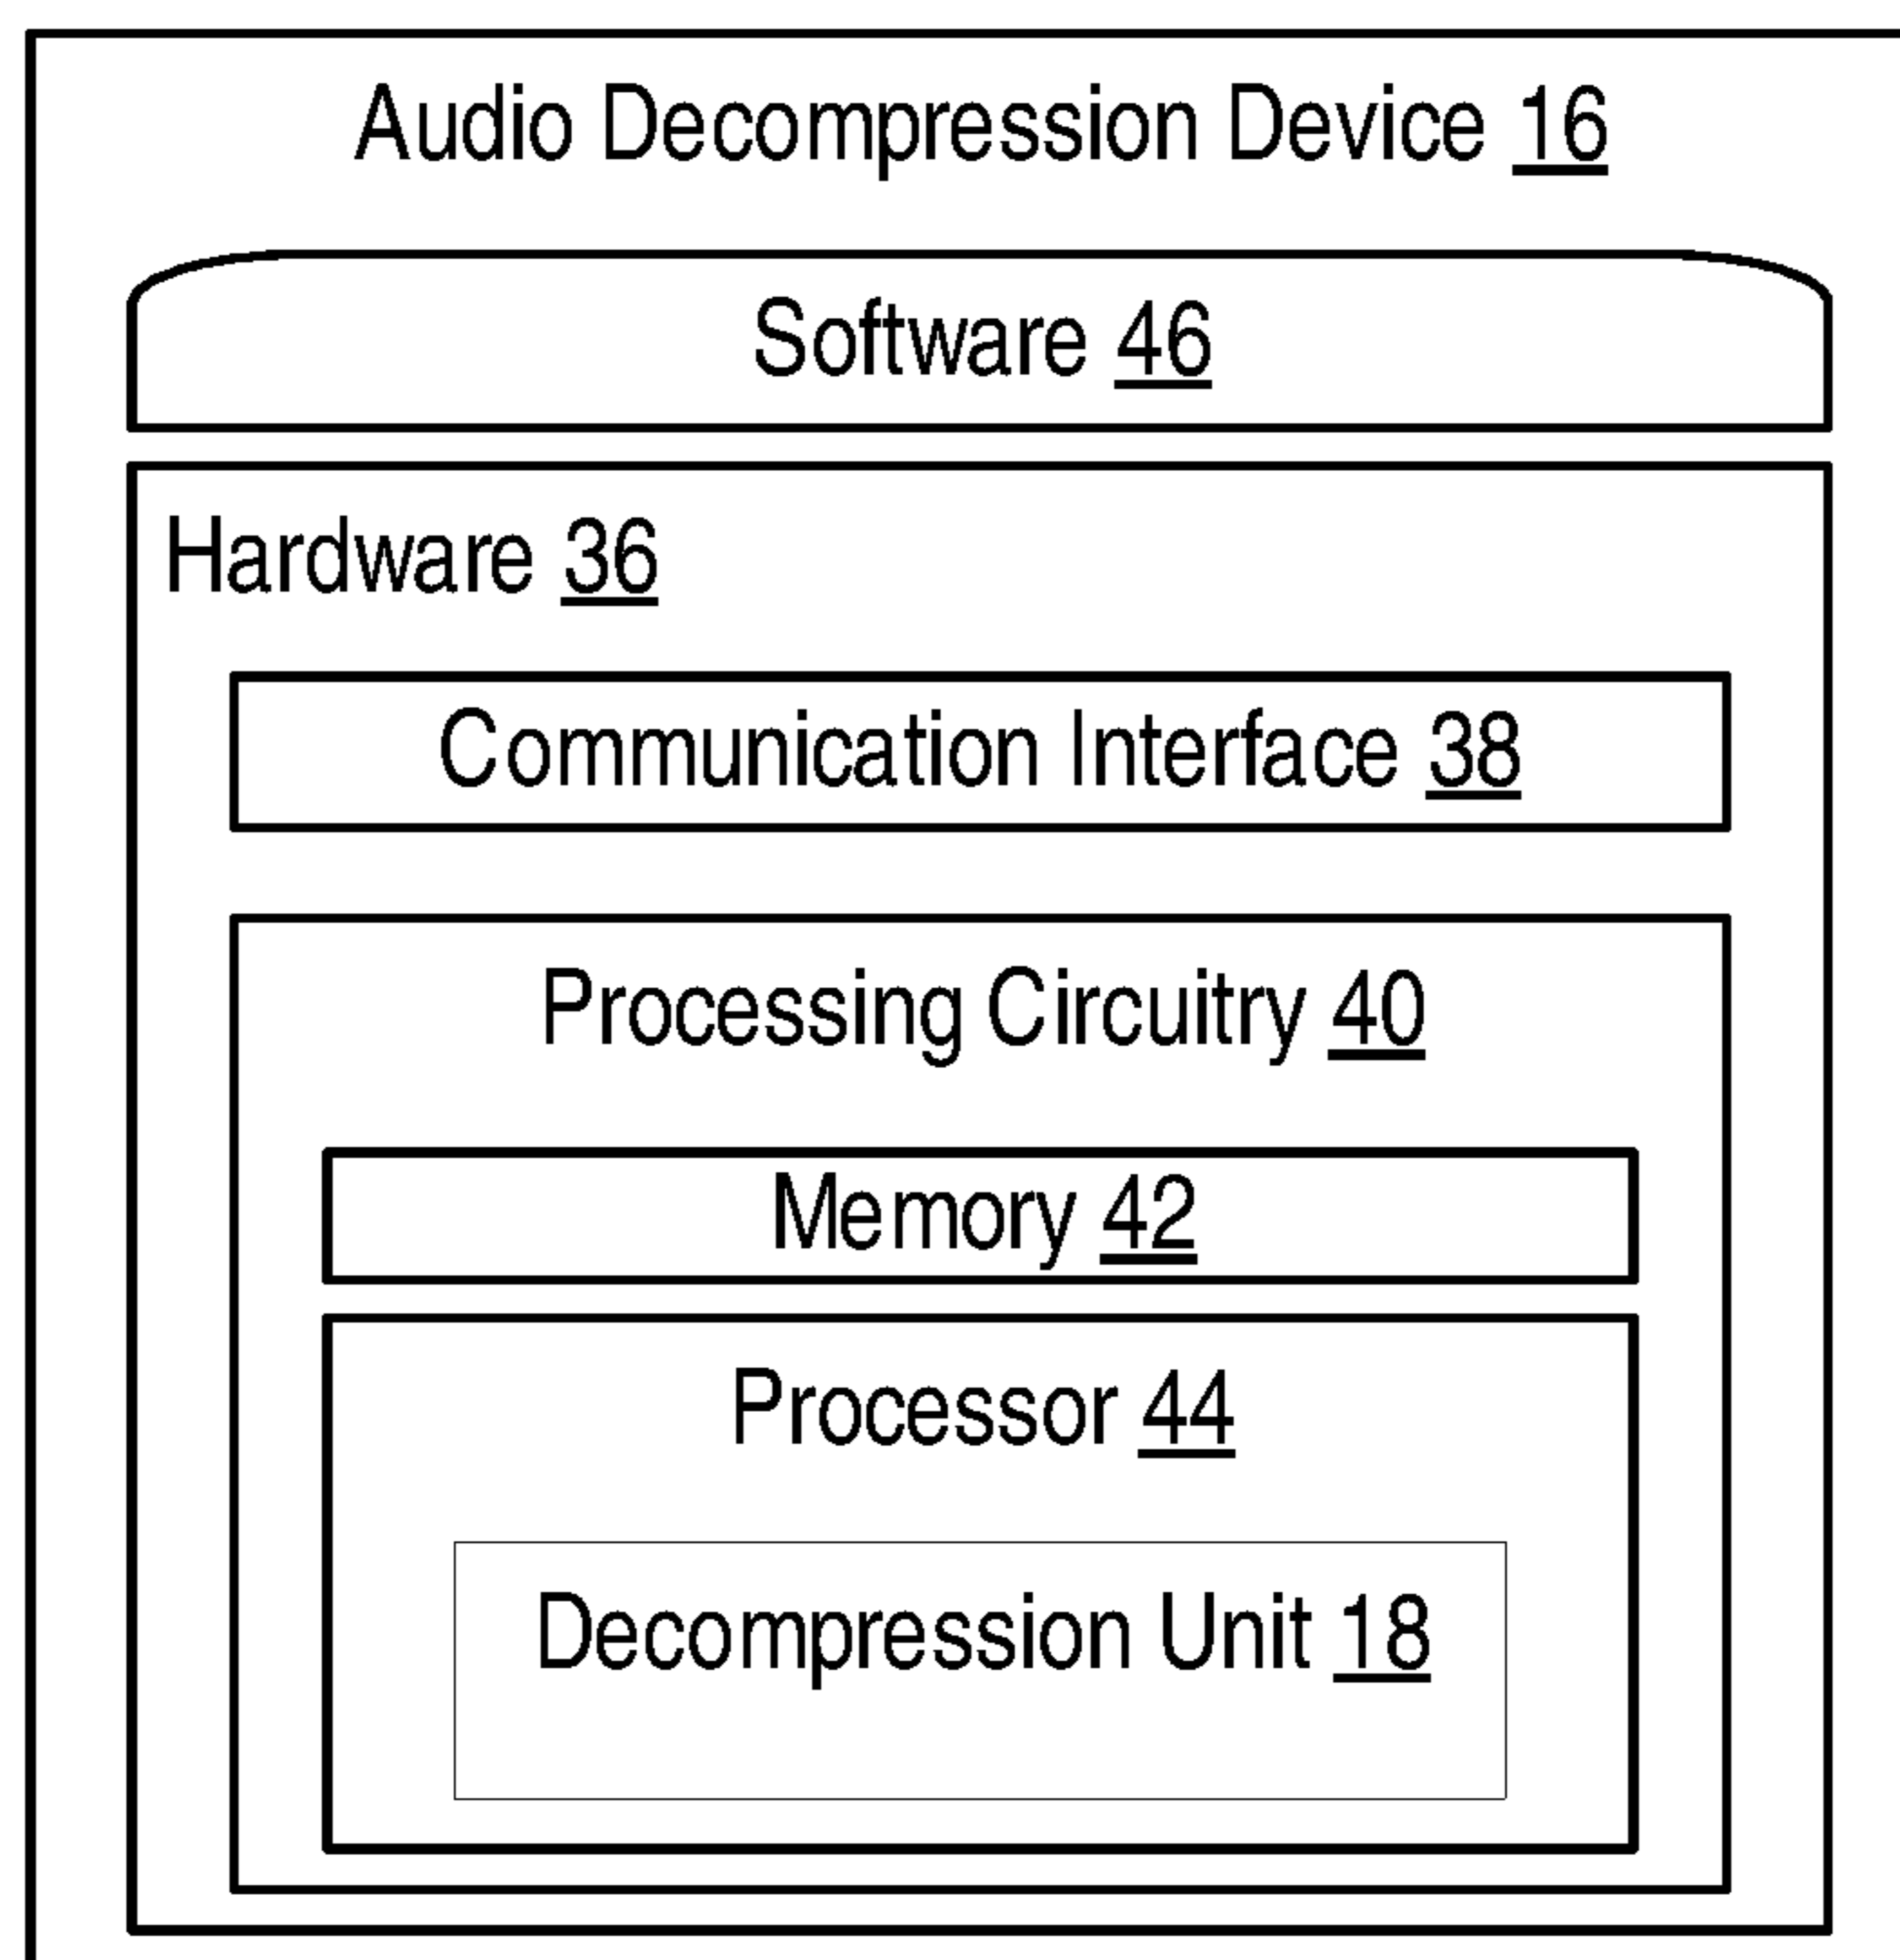 Audio Decompression Device 16
Software 46
Hardware 36
Communication Interface 38
Processing Circuitry 40
Memory 42
Processor 44
Decompression Unit 18